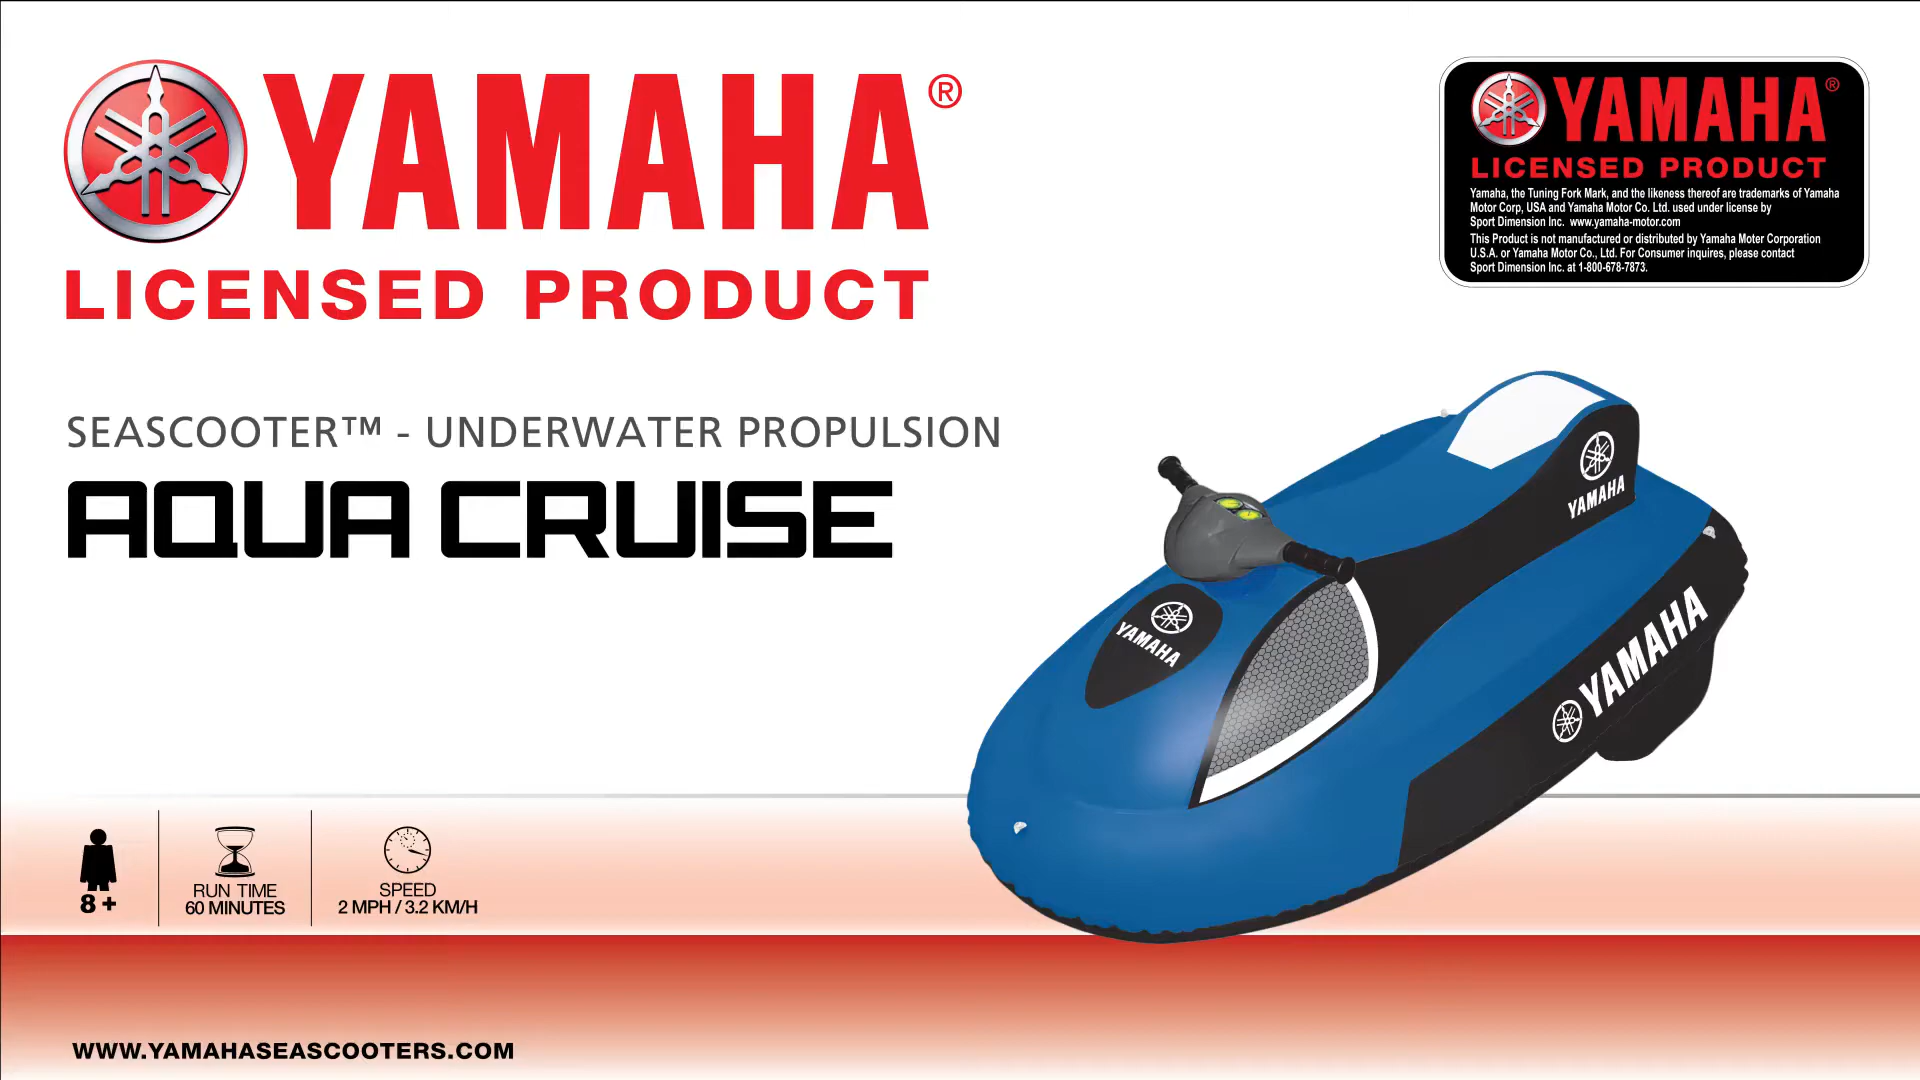 YAMAHA®
LICENSED PRODUCT
YAMAHA®
LICENSED PRODUCT
Yamaha, the Tuning Fork Mark, and the likeness thereof are trademarks of Yamaha
Motor Corp, USA and Yamaha Motor Co. Ltd. used under license by
Sport Dimension Inc. www.yamaha-motor.com
This Product is not manufactured or distributed by Yamaha Moter Corporation
U.S.A. or Yamaha Motor Co., Ltd. For Consumer inquires, please contact
Sport Dimension Inc. at 1-800-678-7873.
SEASCOOTER™ - UNDERWATER PROPULSION
AQUA CRUISE
YAMAHA
YAMAHA
YAMAHA
8+
RUN TIME
60 MINUTES
SPEED
2 MPH / 3.2 KM/H
WWW.YAMAHASEASCOOTERS.COM